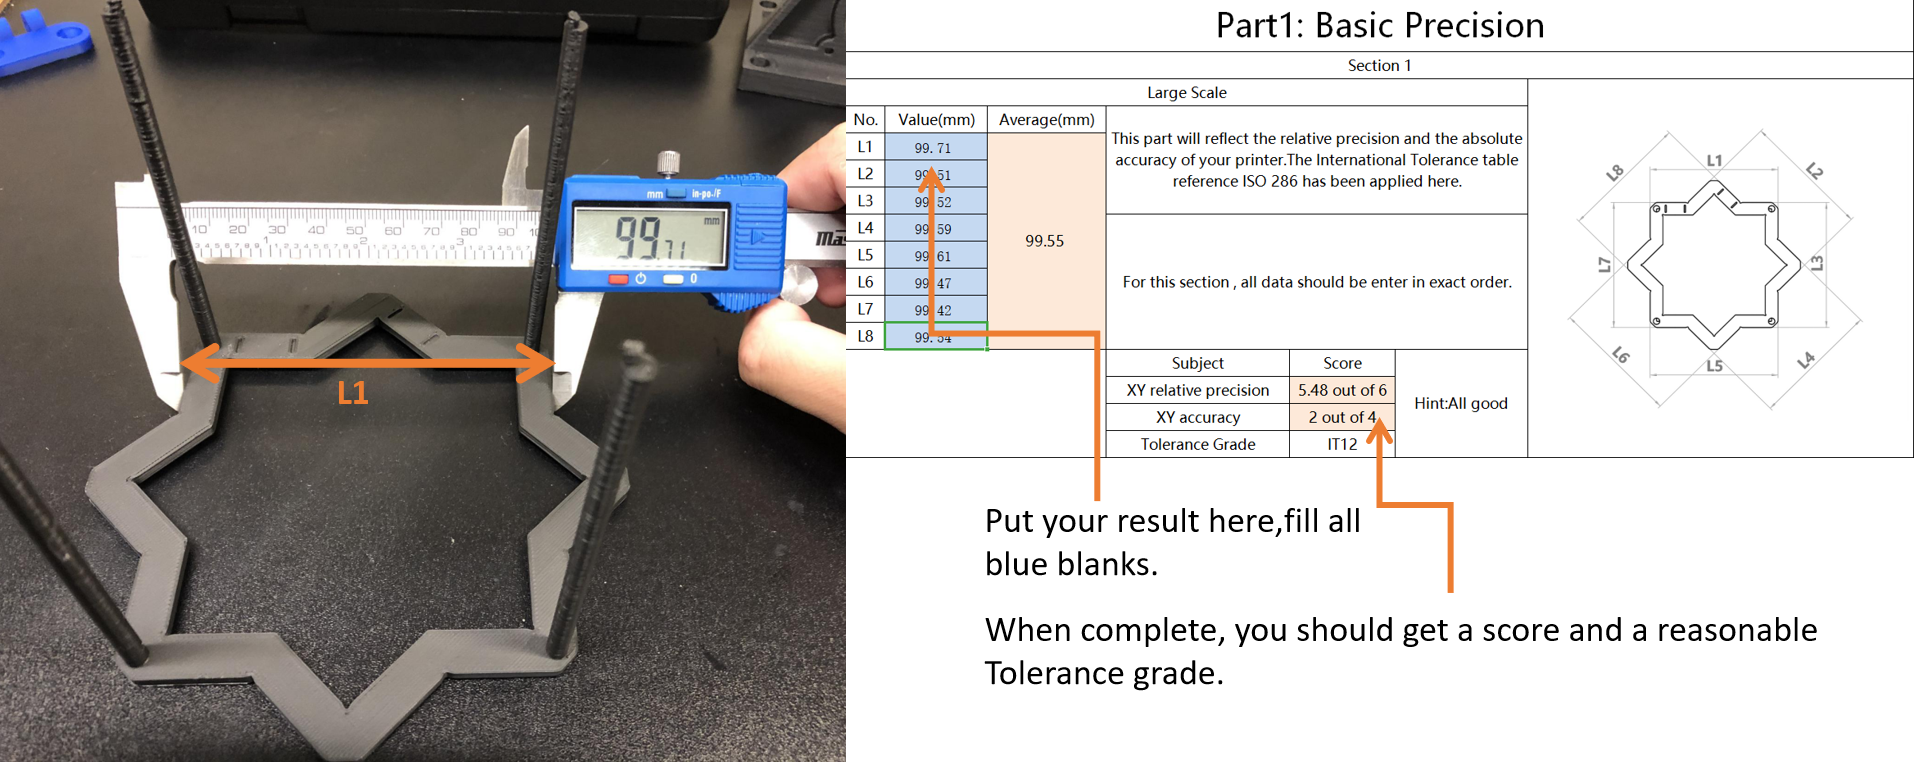 mm
in-po-/F
99.71
mm
0
10 20 30 40 50 60 70 80 90
1 2 3
L1
Part1: Basic Precision
Section 1
Large Scale
No. Value(mm) Average(mm)
L1 99.71
L2 99.51
L3 99.52
L4 99.59
L5 99.61
L6 99.47
L7 99.42
L8 99.54
99.55
This part will reflect the relative precision and the absolute
accuracy of your printer.The International Tolerance table
reference ISO 286 has been applied here.
For this section , all data should be enter in exact order.
Subject Score
XY relative precision 5.48 out of 6
XY accuracy 2 out of 4
Tolerance Grade IT12
Hint:All good
L1
L2
L3
L4
L5
L6
L7
L8
Put your result here,fill all
blue blanks.
When complete, you should get a score and a reasonable
Tolerance grade.